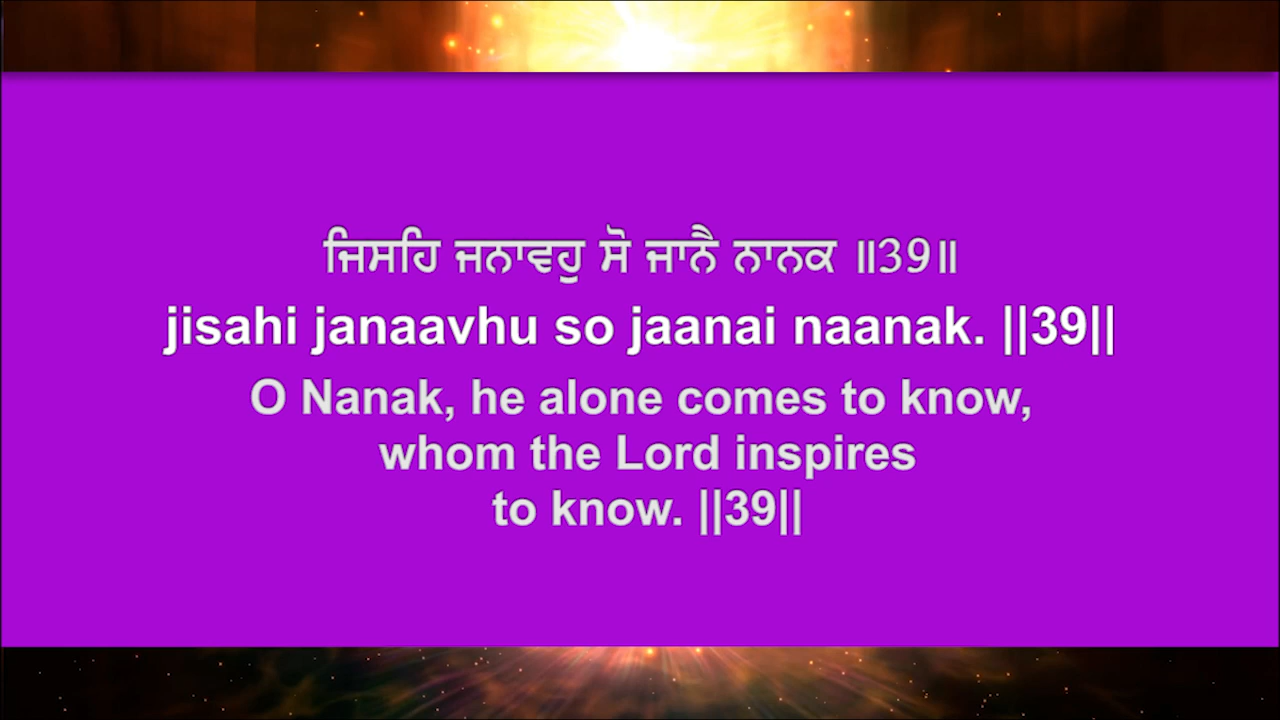 ਜਿਸਹਿ ਜਨਾਵਹੁ ਸੋ ਜਾਨੈ ਨਾਨਕ ॥39॥
jisahi janaavhu so jaanai naanak. ||39||
O Nanak, he alone comes to know,
whom the Lord inspires
to know. ||39||